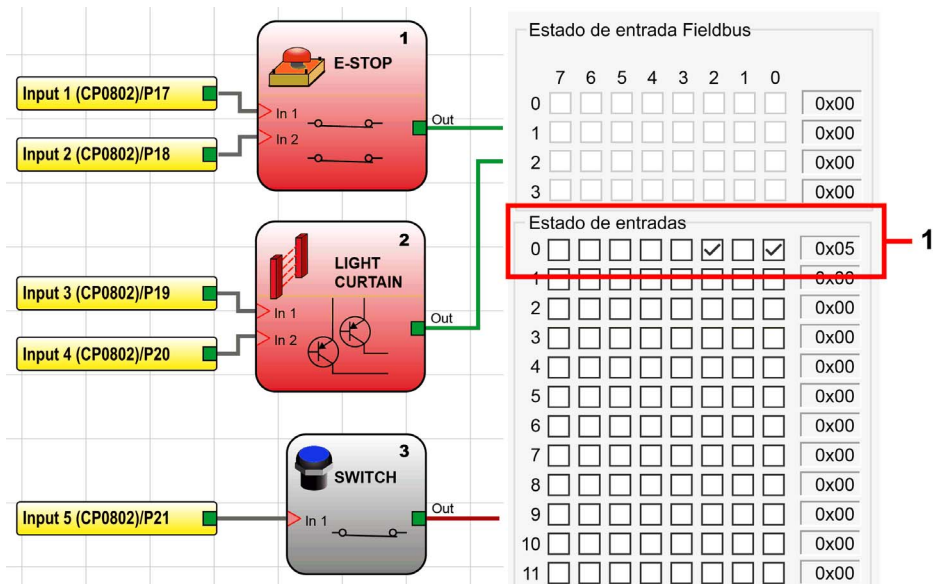 1
E-STOP
Input 1 (CP0802)/P17
In 1
Out
In 2
Input 2 (CP0802)/P18
2
LIGHT
CURTAIN
Input 3 (CP0802)/P19
In 1
Out
In 2
Input 4 (CP0802)/P20
3
SWITCH
Input 5 (CP0802)/P21
In 1
Out
Estado de entrada Fieldbus
7 6 5 4 3 2 1 0
0 0x00
1 0x00
2 0x00
3 0x00
Estado de entradas
0 0x05
1
1 0x00
2 0x00
3 0x00
4 0x00
5 0x00
6 0x00
7 0x00
8 0x00
9 0x00
10 0x00
11 0x00